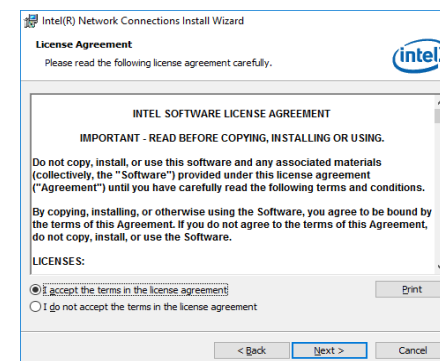 Intel(R) Network Connections Install Wizard
License Agreement
Please read the following license agreement carefully.
intel
INTEL SOFTWARE LICENSE AGREEMENT
IMPORTANT - READ BEFORE COPYING, INSTALLING OR USING.
Do not copy, install, or use this software and any associated materials
(collectively, the "Software") provided under this license agreement
("Agreement") until you have carefully read the following terms and conditions.
By copying, installing, or otherwise using the Software, you agree to be bound by
the terms of this Agreement. If you do not agree to the terms of this Agreement,
do not copy, install, or use the Software.
LICENSES:
I accept the terms in the license agreement
Print
I do not accept the terms in the license agreement
< Back
Next >
Cancel